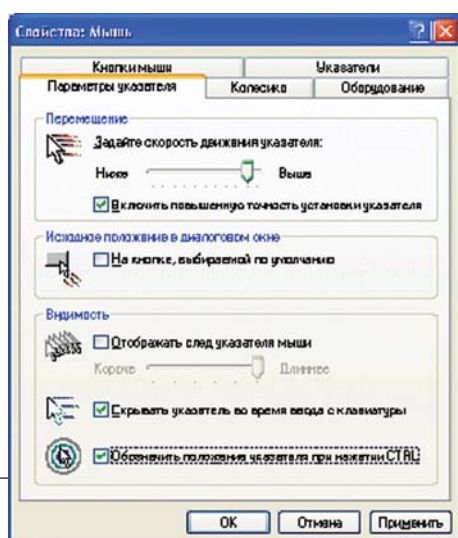 Свойства: Мышь
Кнопки мыши
Указатели
Параметры указателя
Колесико
Оборудование
Перемещение
Задайте скорость движения указателя:
Ниже
Выше
Включить повышенную точность установки указателя
Исходное положение в диалоговом окне
На кнопке, выбираемой по умолчанию
Видимость
Отображать след указателя мыши
Короче
Длиннее
Скрывать указатель во время ввода с клавиатуры
Обозначить положение указателя при нажатии CTRL
ОК
Отмена
Применить